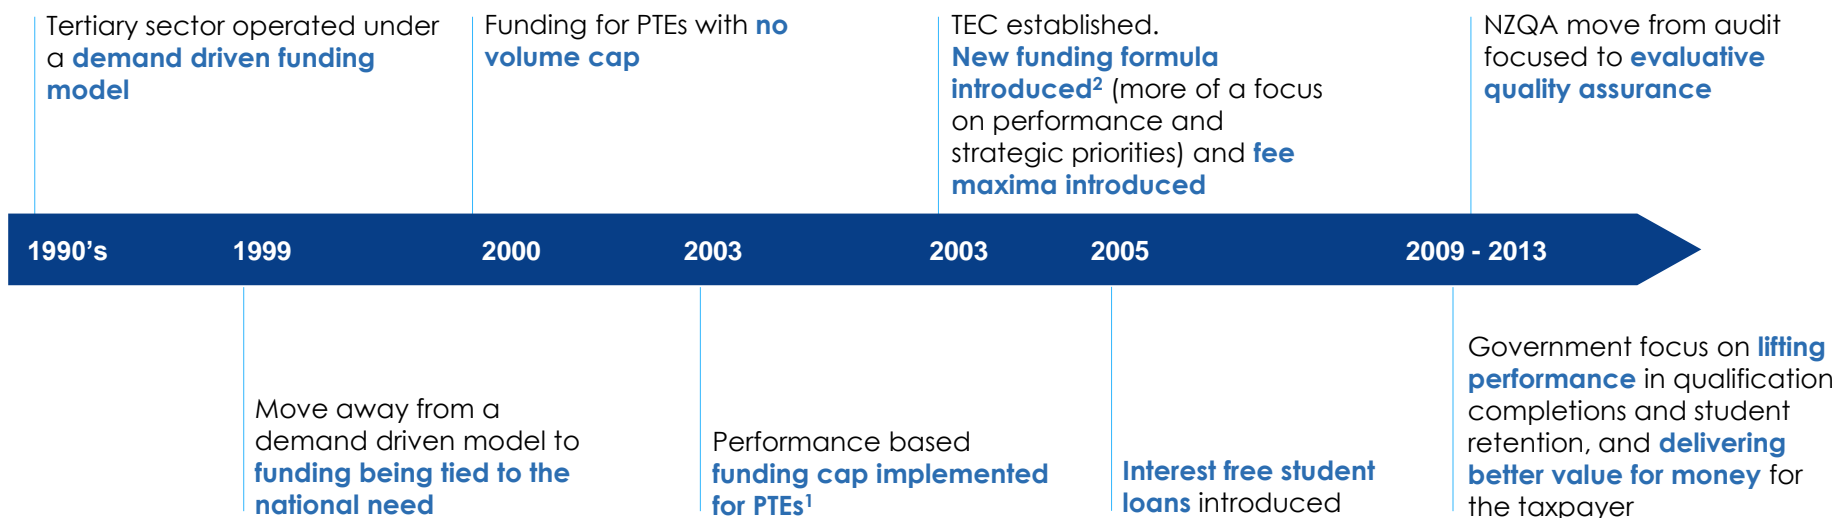 Tertiary sector operated under
a demand driven funding
model
Funding for PTEs with no
volume cap
TEC established.
New funding formula
introduced² (more of a focus
on performance and
strategic priorities) and fee
maxima introduced
NZQA move from audit
focused to evaluative
quality assurance
1990's 1999 2000 2003 2003 2005 2009 - 2013
Move away from a
demand driven model to
funding being tied to the
national need
Performance based
funding cap implemented
for PTEs¹
Interest free student
loans introduced
Government focus on lifting
performance in qualification
completions and student
retention, and delivering
better value for money for
the taxpayer